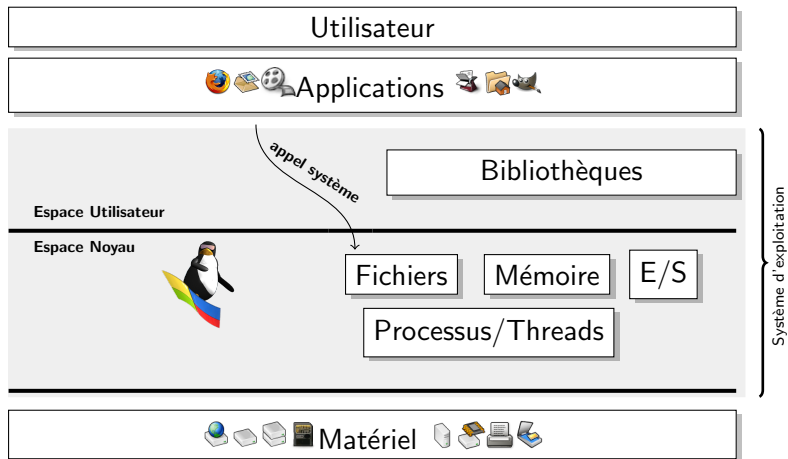 Utilisateur
Applications
appel système
Bibliothèques
Espace Utilisateur
Espace Noyau
Fichiers
Mémoire
E/S
Processus/Threads
Système d'exploitation
Matériel